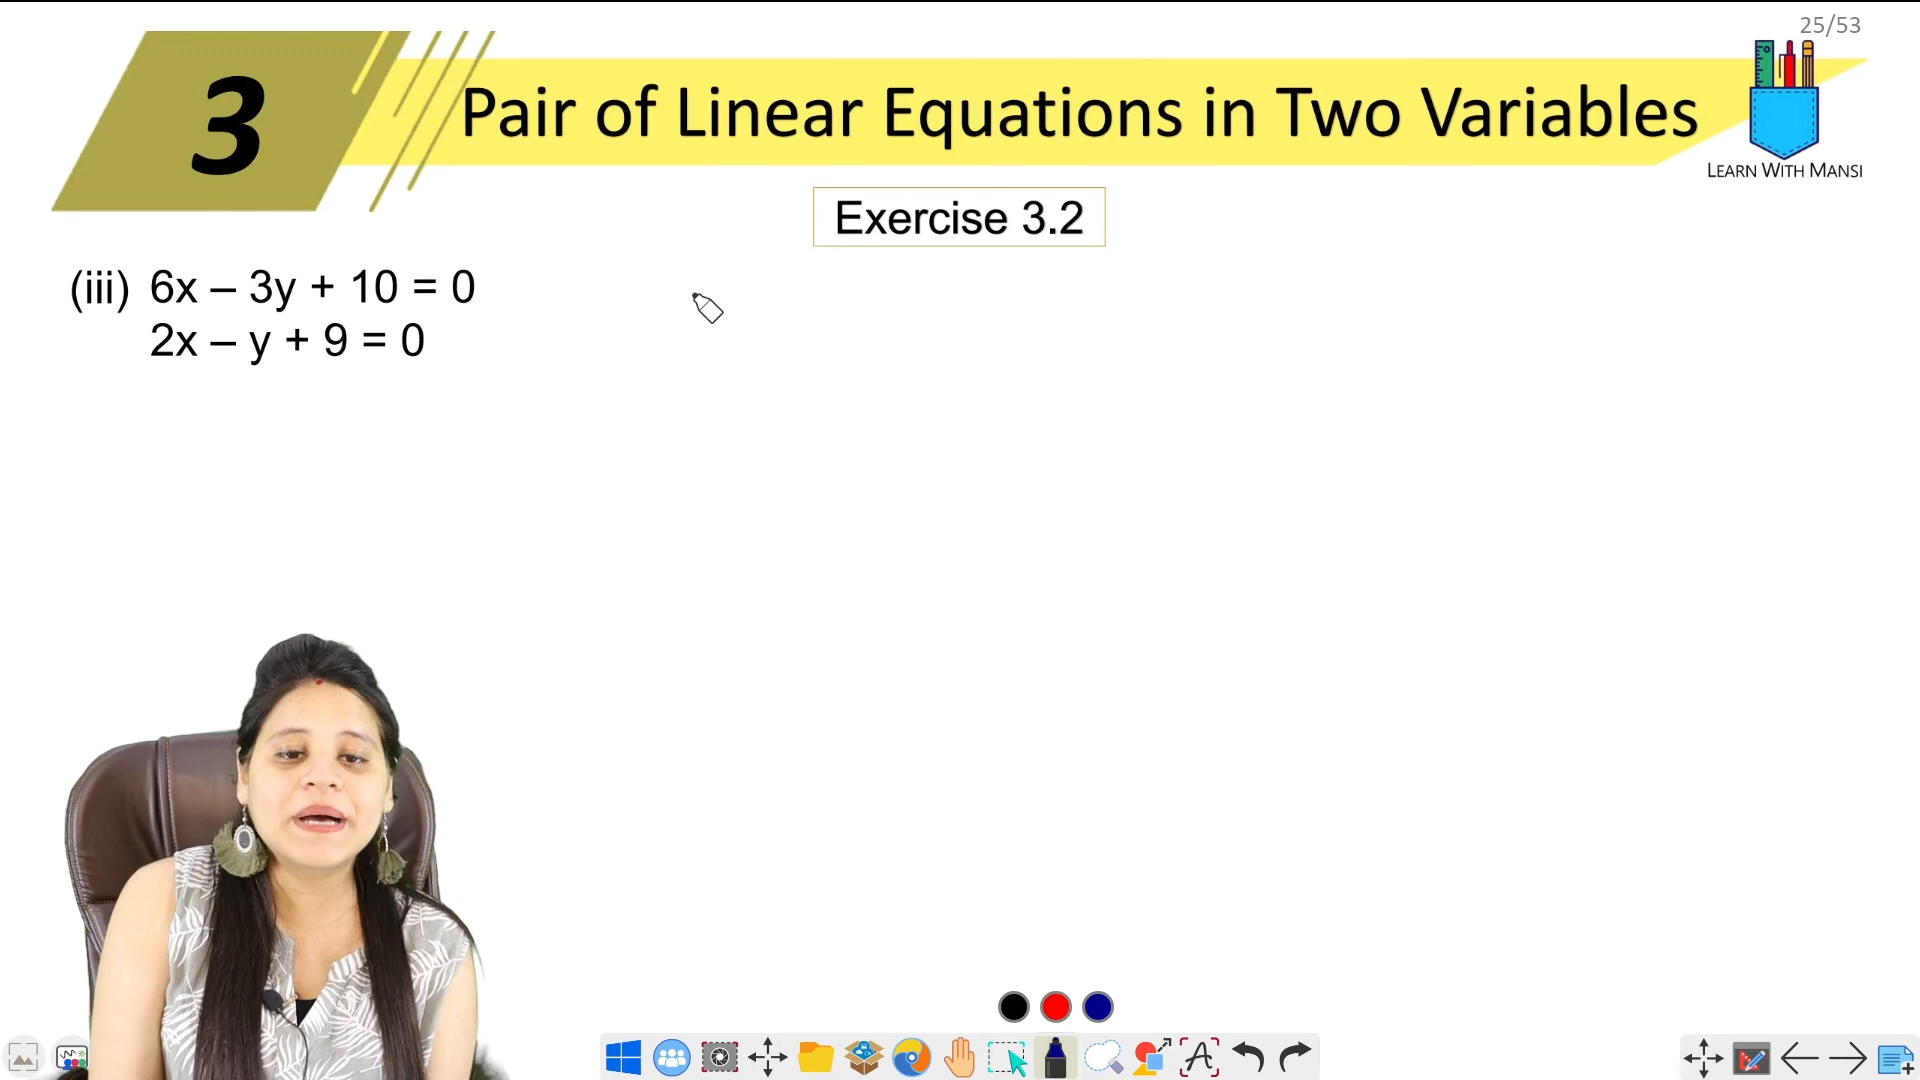 25/53
3
Pair of Linear Equations in Two Variables
LEARN WITH MANSI
Exercise 3.2
(iii) 6x – 3y + 10 = 0
2x – y + 9 = 0